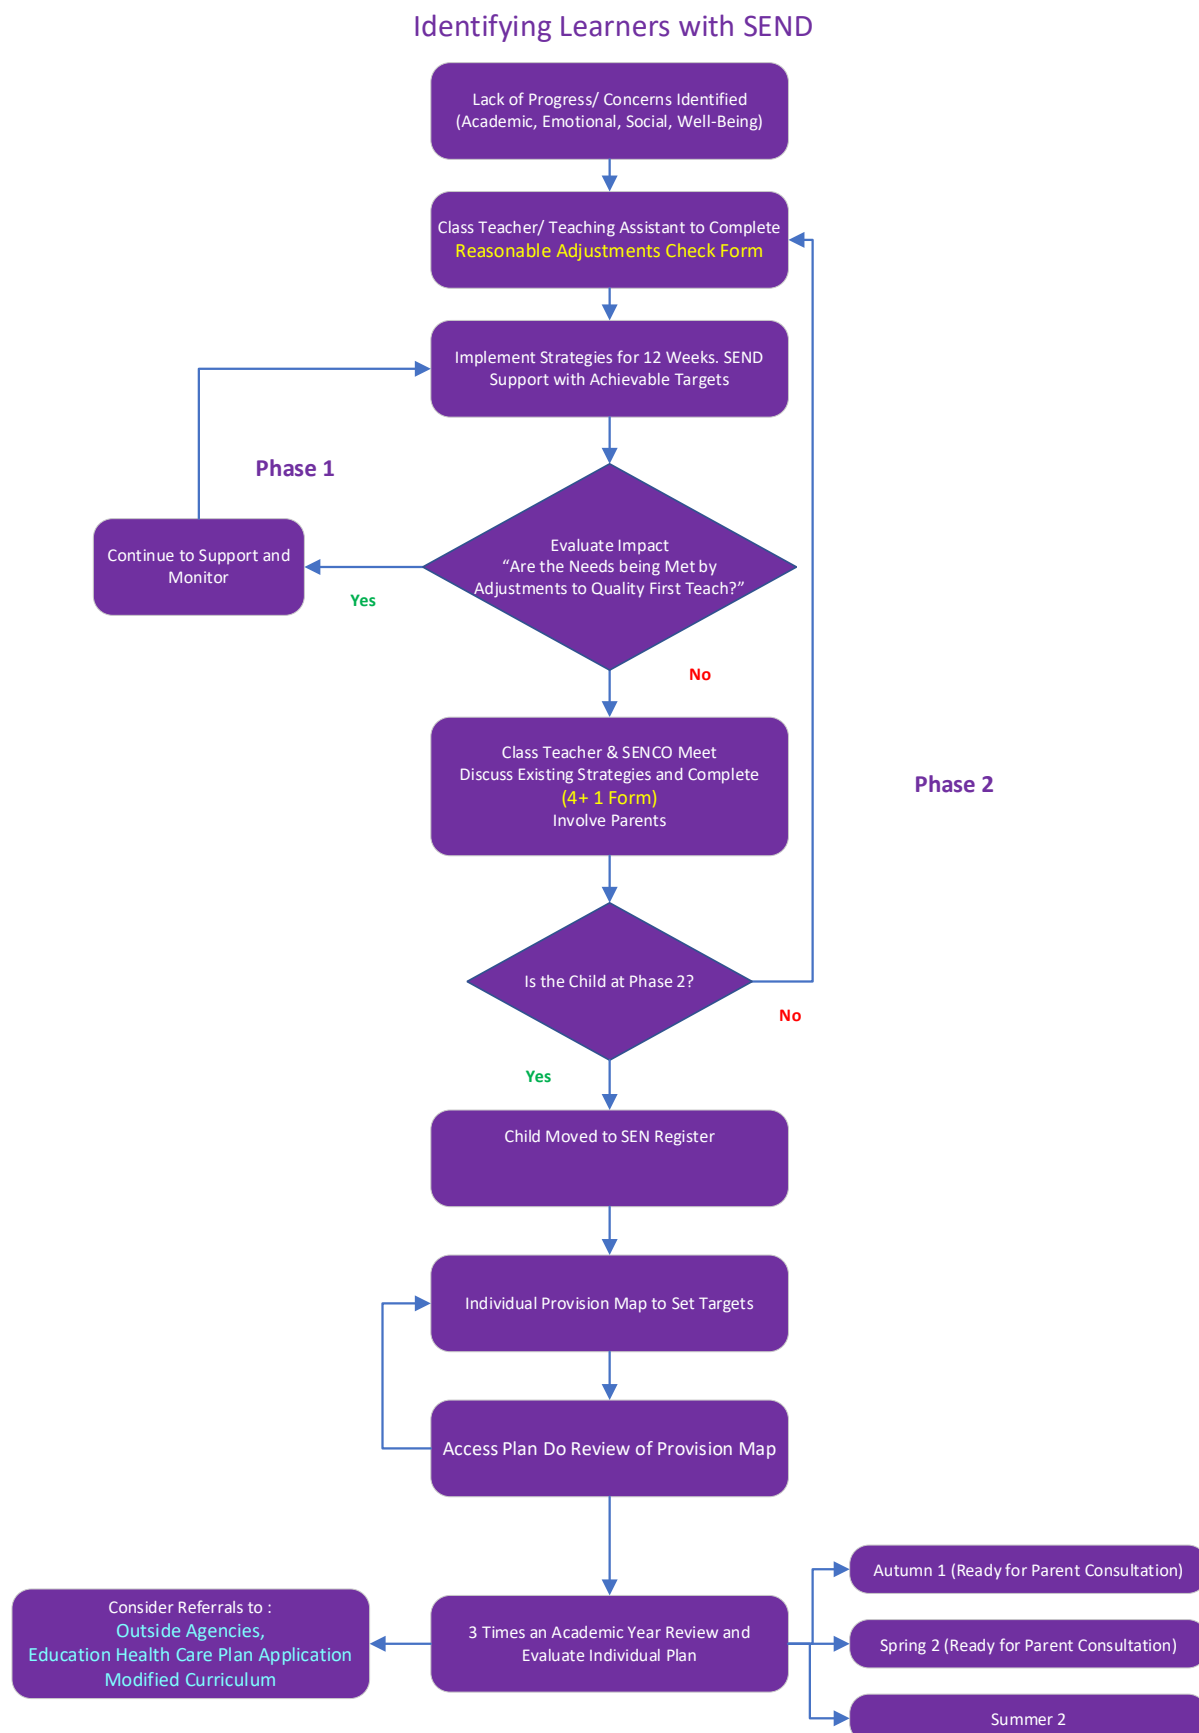 Identifying Learners with SEND
Lack of Progress/ Concerns Identified
(Academic, Emotional, Social, Well-Being)
Class Teacher/ Teaching Assistant to Complete
Reasonable Adjustments Check Form
Implement Strategies for 12 Weeks. SEND
Support with Achievable Targets
Phase 1
Continue to Support and
Monitor
Evaluate Impact
“Are the Needs being Met by
Adjustments to Quality First Teach?”
Yes
No
Class Teacher & SENCO Meet
Discuss Existing Strategies and Complete
(4+ 1 Form)
Involve Parents
Phase 2
Is the Child at Phase 2?
No
Yes
Child Moved to SEN Register
Individual Provision Map to Set Targets
Access Plan Do Review of Provision Map
3 Times an Academic Year Review and
Evaluate Individual Plan
Consider Referrals to :
Outside Agencies,
Education Health Care Plan Application
Modified Curriculum
Autumn 1 (Ready for Parent Consultation)
Spring 2 (Ready for Parent Consultation)
Summer 2